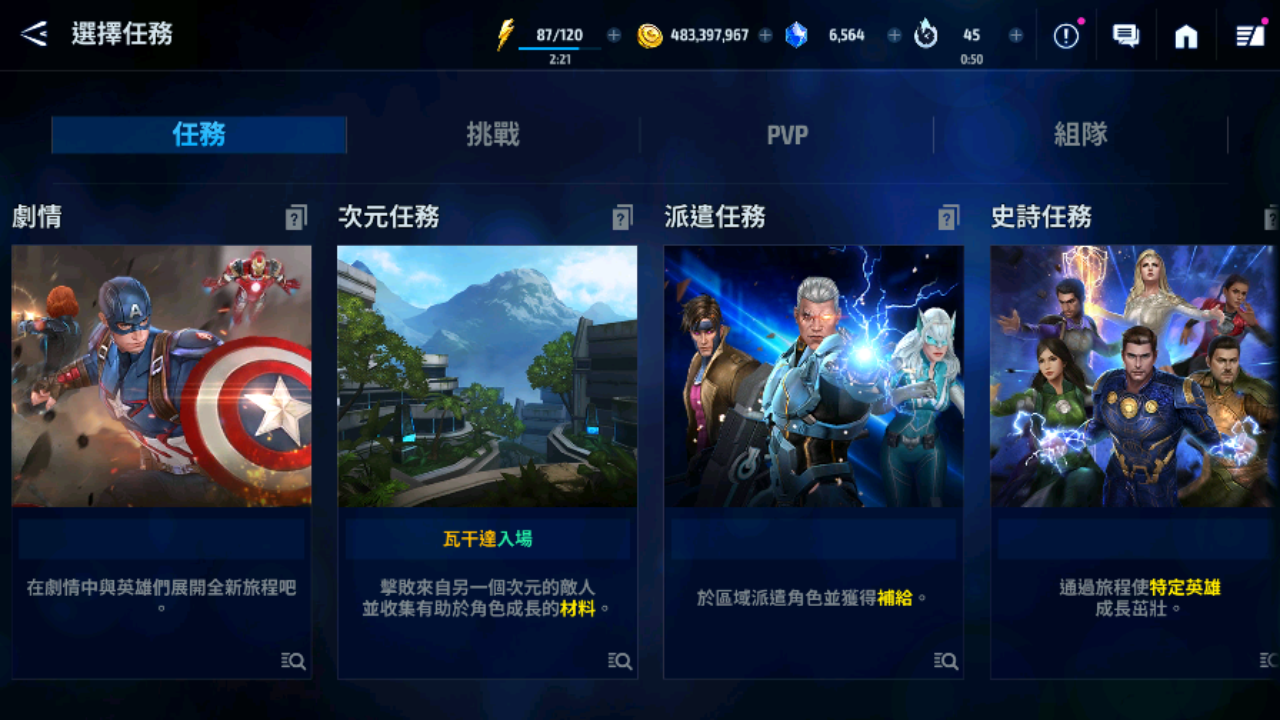 選擇任務
87/120
2:21
483,397,967
6,564
45
0:50
任務
挑戰
PVP
組隊
劇情
次元任務
派遣任務
史詩任務
瓦干達入場
在劇情中與英雄們展開全新旅程吧
。
擊敗來自另一個次元的敵人
並收集有助於角色成長的材料。
於區域派遣角色並獲得補給。
通過旅程使特定英雄
成長茁壯。